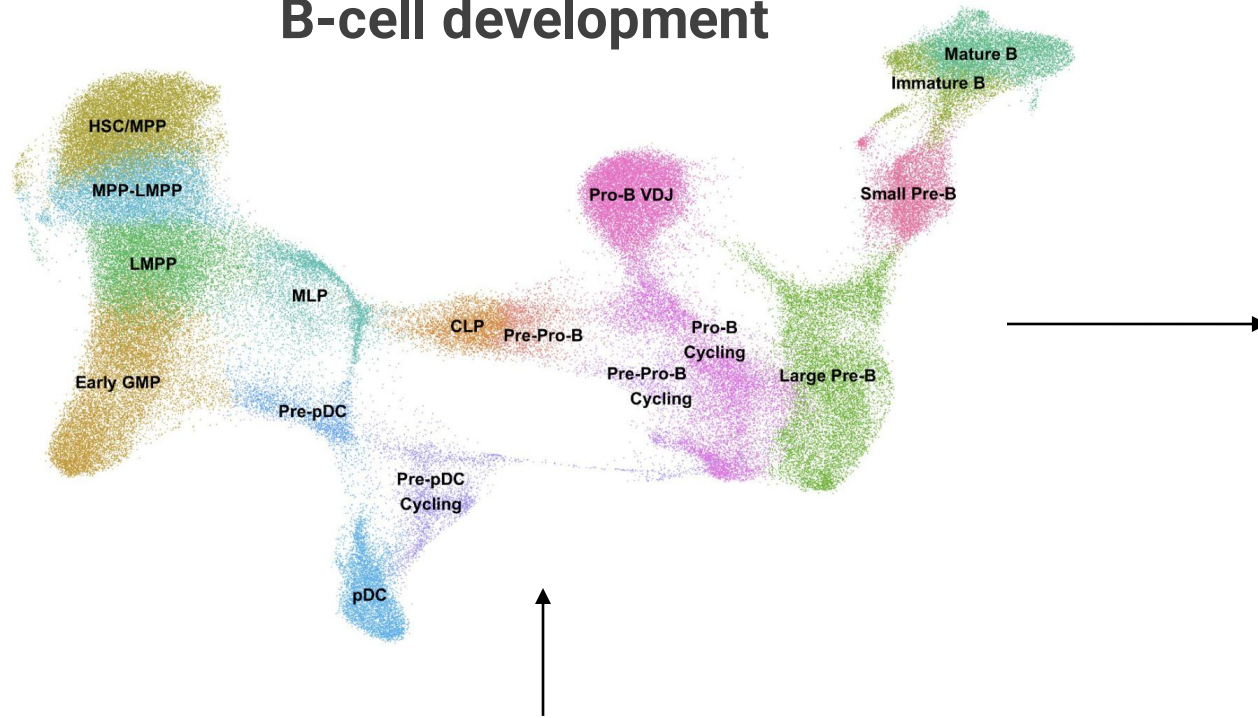 B-cell development
Mature B
Immature B
HSC/MPP
MPP-LMPP
Pro-B VDJ
Small Pre-B
LMPP
MLP
CLP
Pre-Pro-B
Pro-B
Cycling
Pre-Pro-B
Cycling
Large Pre-B
Early GMP
Pre-pDC
Pre-pDC
Cycling
pDC